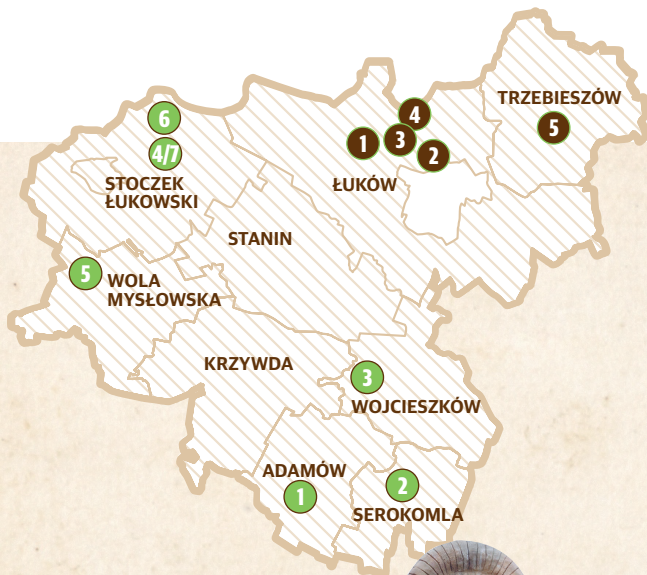 TRZEBIESZÓW
5
4
3
1
2
ŁUKÓW
6
4/7
STOCZEK
ŁUKOWSKI
STANIN
5
WOLA
MYSŁOWSKA
KRZYWDA
3
WOJCIESZKÓW
ADAMÓW
1
2
SEROKOMLA